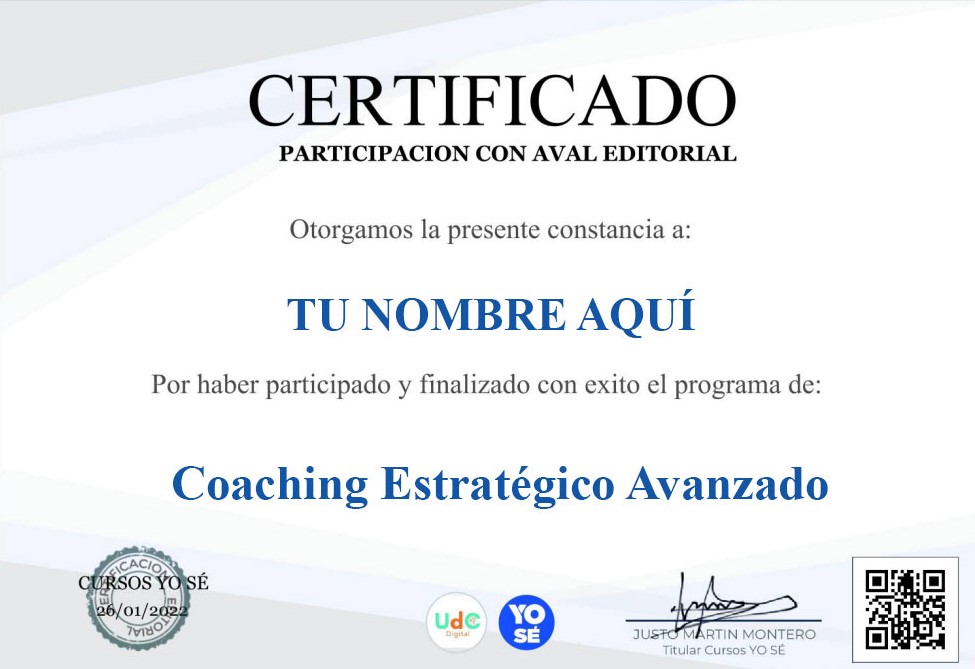 CERTIFICADO
PARTICIPACION CON AVAL EDITORIAL
Otorgamos la presente constancia a:
TU NOMBRE AQUÍ
Por haber participado y finalizado con exito el programa de:
Coaching Estratégico Avanzado
CERTIFICACION EDITORIAL
CURSOS YO SÉ
26/01/2022
UdC
Digital
YO
SÉ
JUSTO MARTIN MONTERO
Titular Cursos YO SÉ